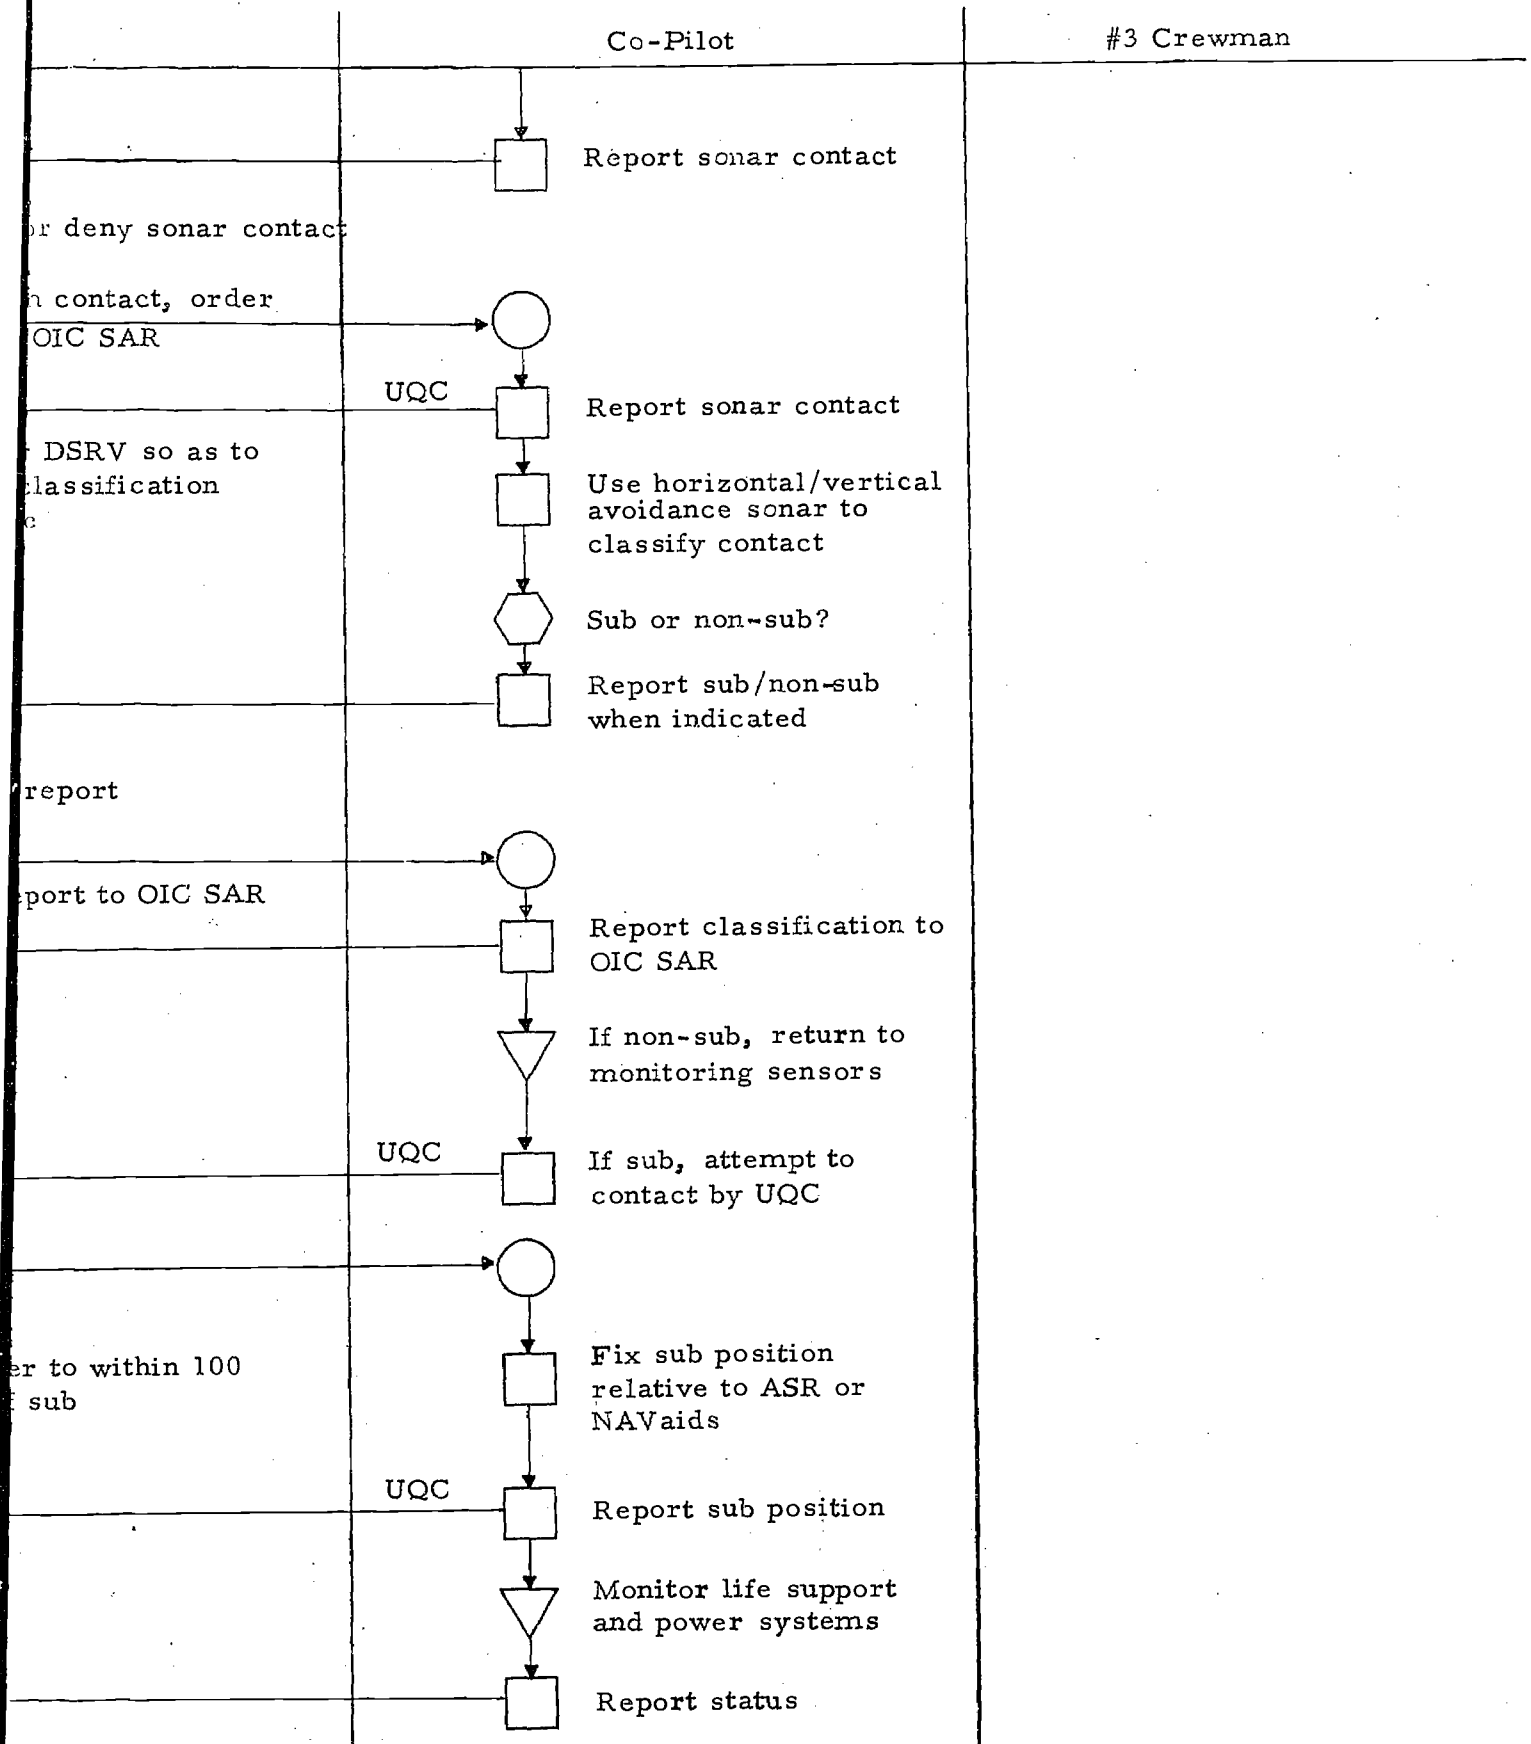 Co-Pilot
#3 Crewman
Report sonar contact
or deny sonar contact
contact, order
OIC SAR
UQC
Report sonar contact
DSRV so as to
Use horizontal/vertical
avoidance sonar to
classify contact
Sub or non-sub?
Report sub/non-sub
when indicated
report
to OIC SAR
Report classification to
OIC SAR
If non-sub, return to
monitoring sensors
UQC
If sub, attempt to
contact by UQC
Fix sub position
relative to ASR or
NAVaids
to within 100
sub
UQC
Report sub position
Monitor life support
and power systems
Report status